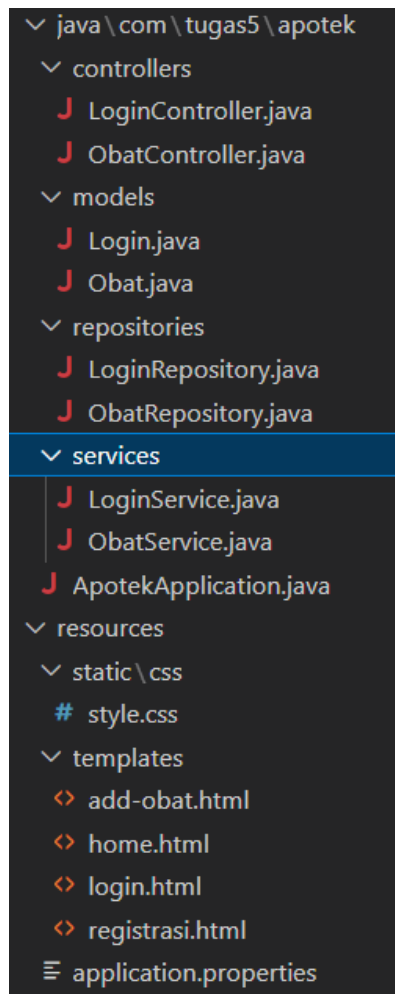 java\com\tugas5\apotek
controllers
LoginController.java
ObatController.java
models
Login.java
Obat.java
repositories
LoginRepository.java
ObatRepository.java
services
LoginService.java
ObatService.java
ApotekApplication.java
resources
static\css
# style.css
templates
<> add-obat.html
<> home.html
<> login.html
<> registrasi.html
application.properties